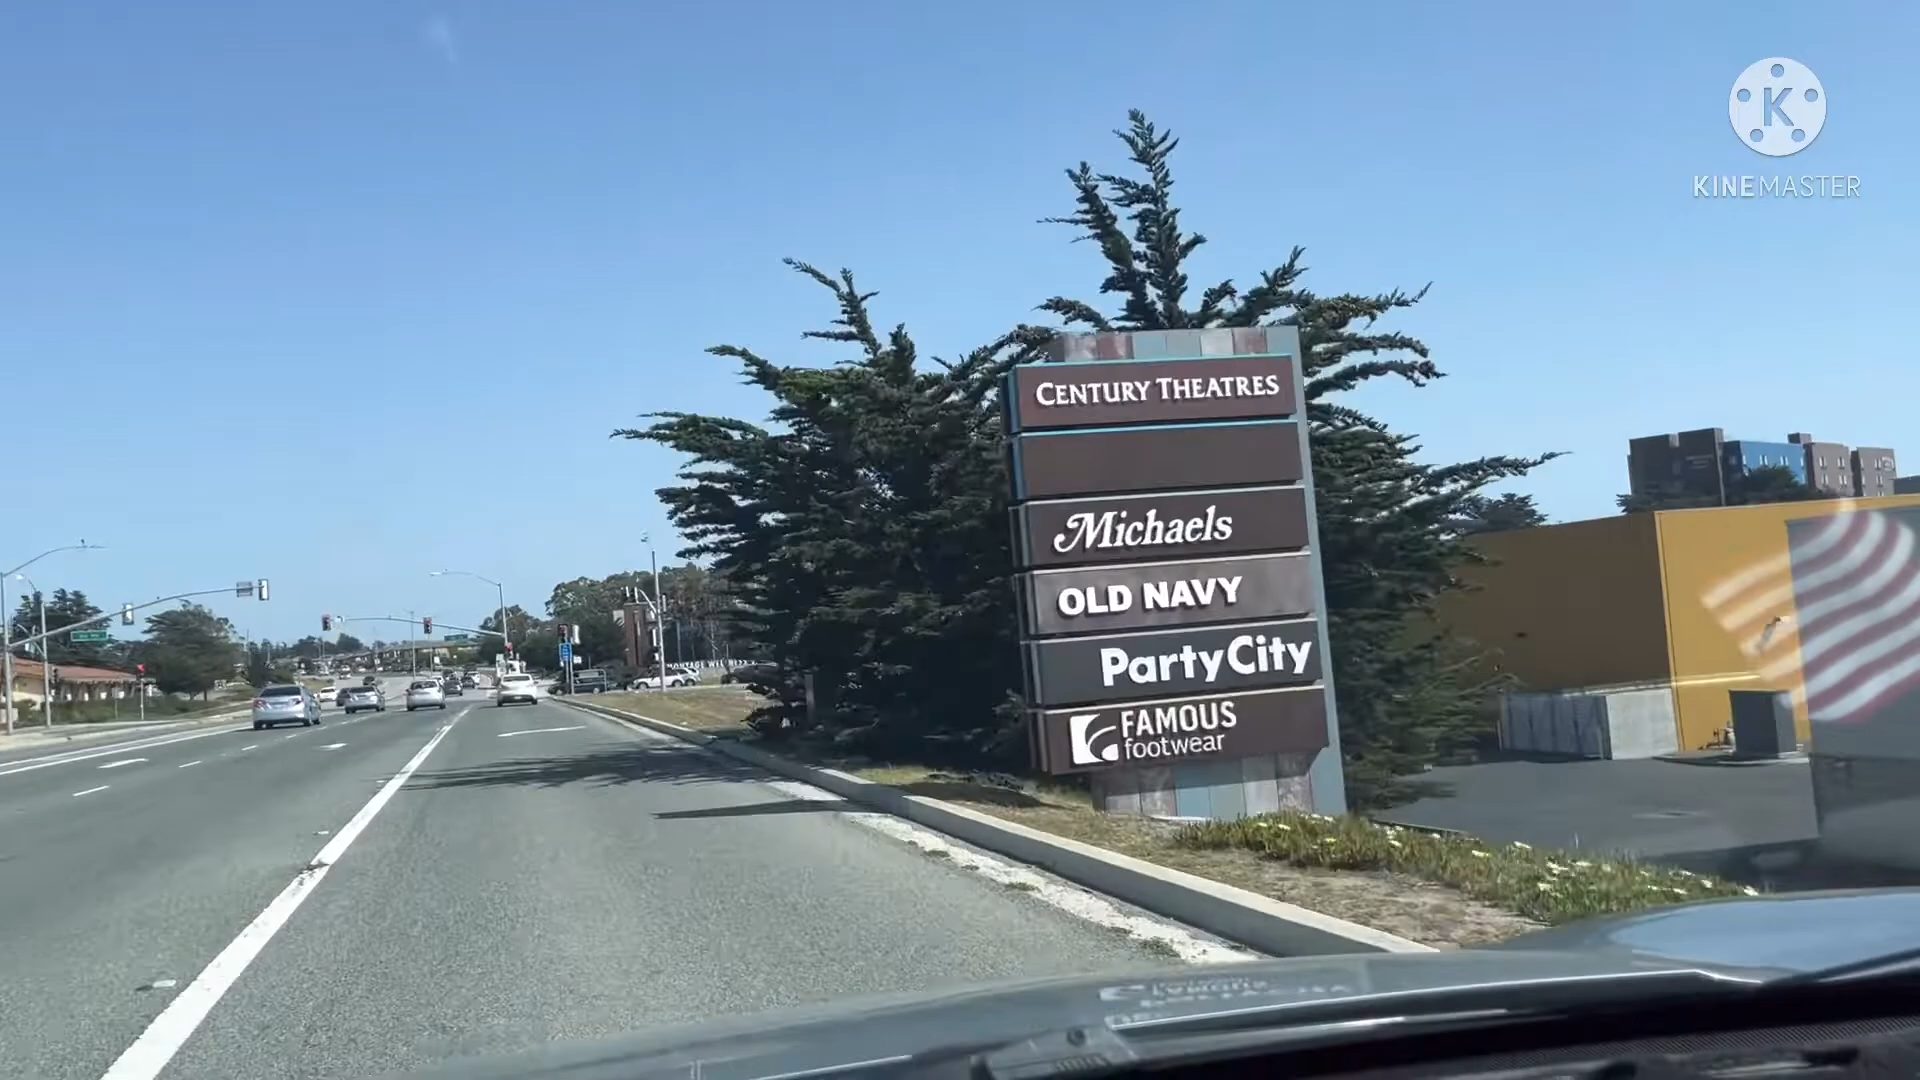 K
KINEMASTER
CENTURY THEATRES
Michaels
OLD NAVY
PartyCity
FAMOUS
footwear